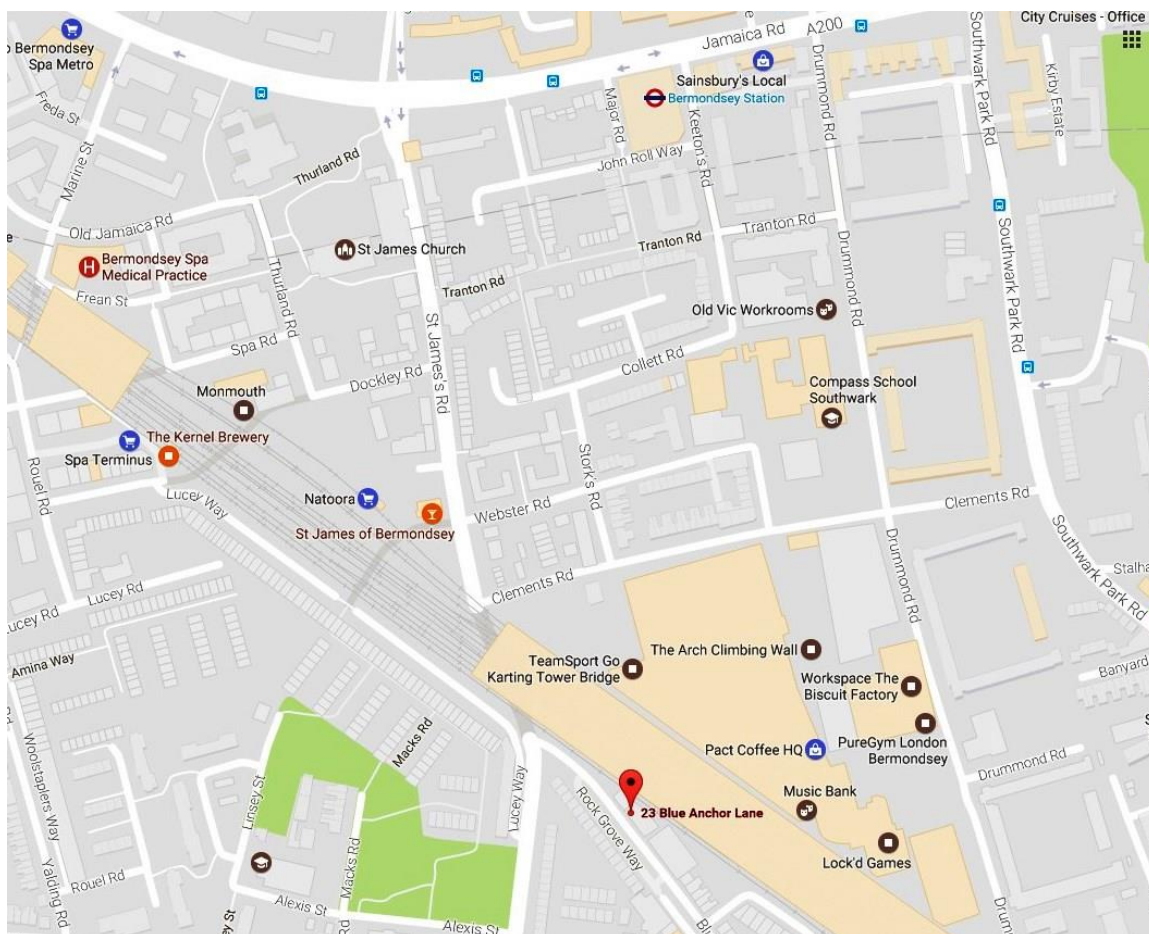 City Cruises - Office
Jamaica Rd
A200
o Bermondsey
Spa Metro
Sainsbury's Local
Bermondsey Station
Drummond Rd
Southwark Park Rd
Kirby Estate
Freda St
Marine St
Major Rd
Keeton's Rd
John Roll Way
Thurland Rd
Old Jamaica Rd
Tranton Rd
Tranton Rd
St James Church
Bermondsey Spa
Medical Practice
Frean St
Thurland Rd
Tranton Rd
Drummond Rd
Southwark Park Rd
Old Vic Workrooms
St James's Rd
Spa Rd
Dockley Rd
Collett Rd
Monmouth
Compass School
Southwark
The Kernel Brewery
Spa Terminus
Rouel Rd
Lucey Way
Natoora
St James of Bermondsey
Webster Rd
Stork's Rd
Clements Rd
Southwark Park Rd
Stalha
Clements Rd
Drummond Rd
Lucey Rd
Lucey Rd
Amina Way
TeamSport Go
Karting Tower Bridge
The Arch Climbing Wall
Workspace The
Biscuit Factory
Banyard
PureGym London
Bermondsey
Pact Coffee HQ
Macks Rd
Woolstaplers Way
Linsey St
Lucey Way
Rock Grove Way
23 Blue Anchor Lane
Music Bank
Drummond Rd
Lock'd Games
Rouel Rd
Yalding Rd
Macks Rd
Alexis St
Alexis St
ey St
Rd
Blu
Drum